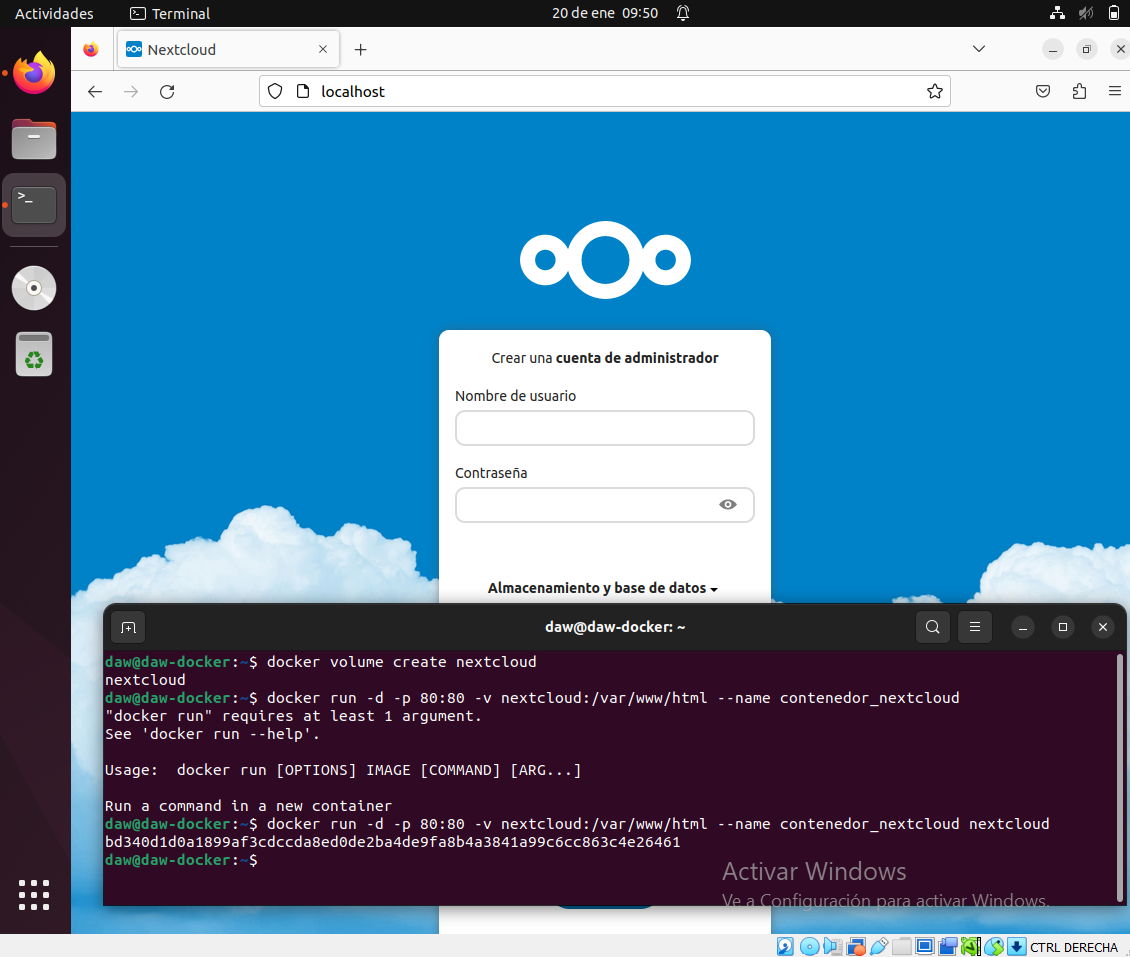 Actividades
Terminal
20 de ene 09:50
Nextcloud
localhost
Crear una cuenta de administrador
Nombre de usuario
Contraseña
Almacenamiento y base de datos
daw@daw-docker: ~
daw@daw-docker:~$ docker volume create nextcloud
nextcloud
daw@daw-docker:~$ docker run -d -p 80:80 -v nextcloud:/var/www/html --name contenedor_nextcloud
"docker run" requires at least 1 argument.
See 'docker run --help'.
Usage:  docker run [OPTIONS] IMAGE [COMMAND] [ARG...]
Run a command in a new container
daw@daw-docker:~$ docker run -d -p 80:80 -v nextcloud:/var/www/html --name contenedor_nextcloud nextcloud
bd340d1d0a1899af3cdccda8ed0de2ba4de9fa8b4a3841a99c6cc863c4e26461
daw@daw-docker:~$
Activar Windows
Ve a Configuración para activar Windows.
CTRL DERECHA